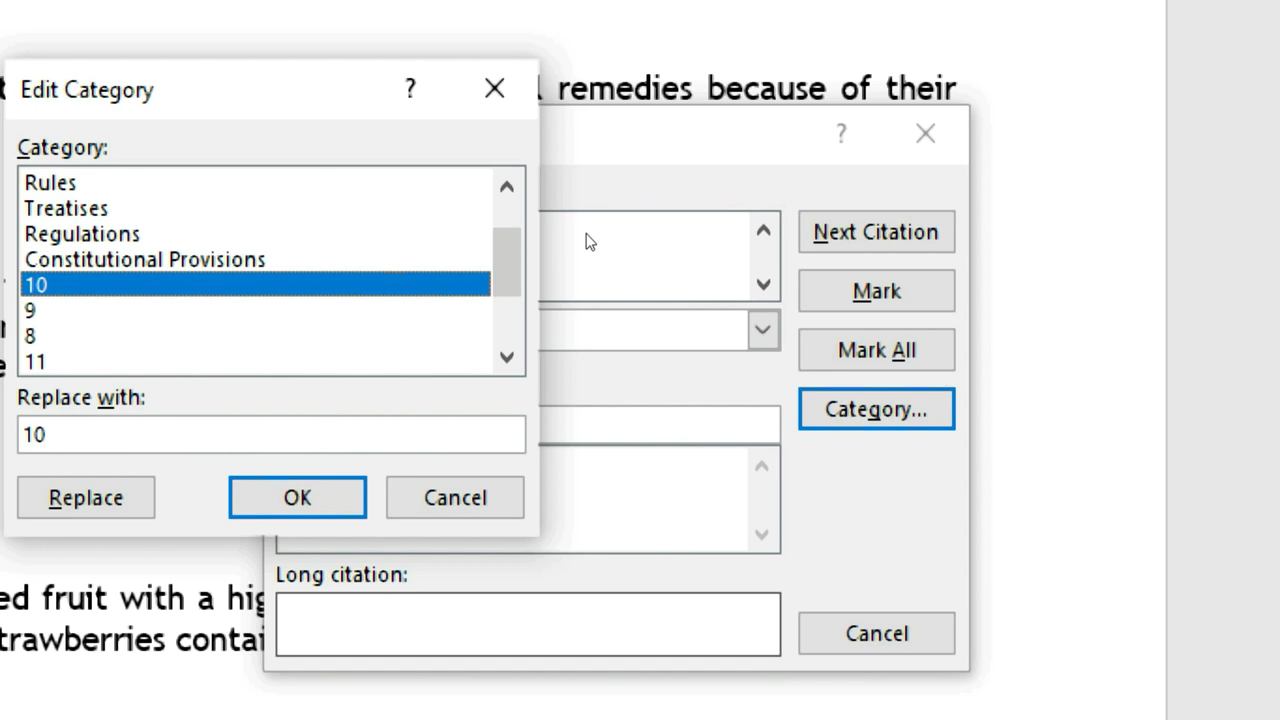 remedies because of their
Edit Category
?
Category:
Rules
Treatises
Regulations
Constitutional Provisions
10
9
8
11
Replace with:
10
Replace
OK
Cancel
?
Next Citation
Mark
Mark All
Category...
Long citation:
Cancel
ed fruit with a hig
trawberries contai